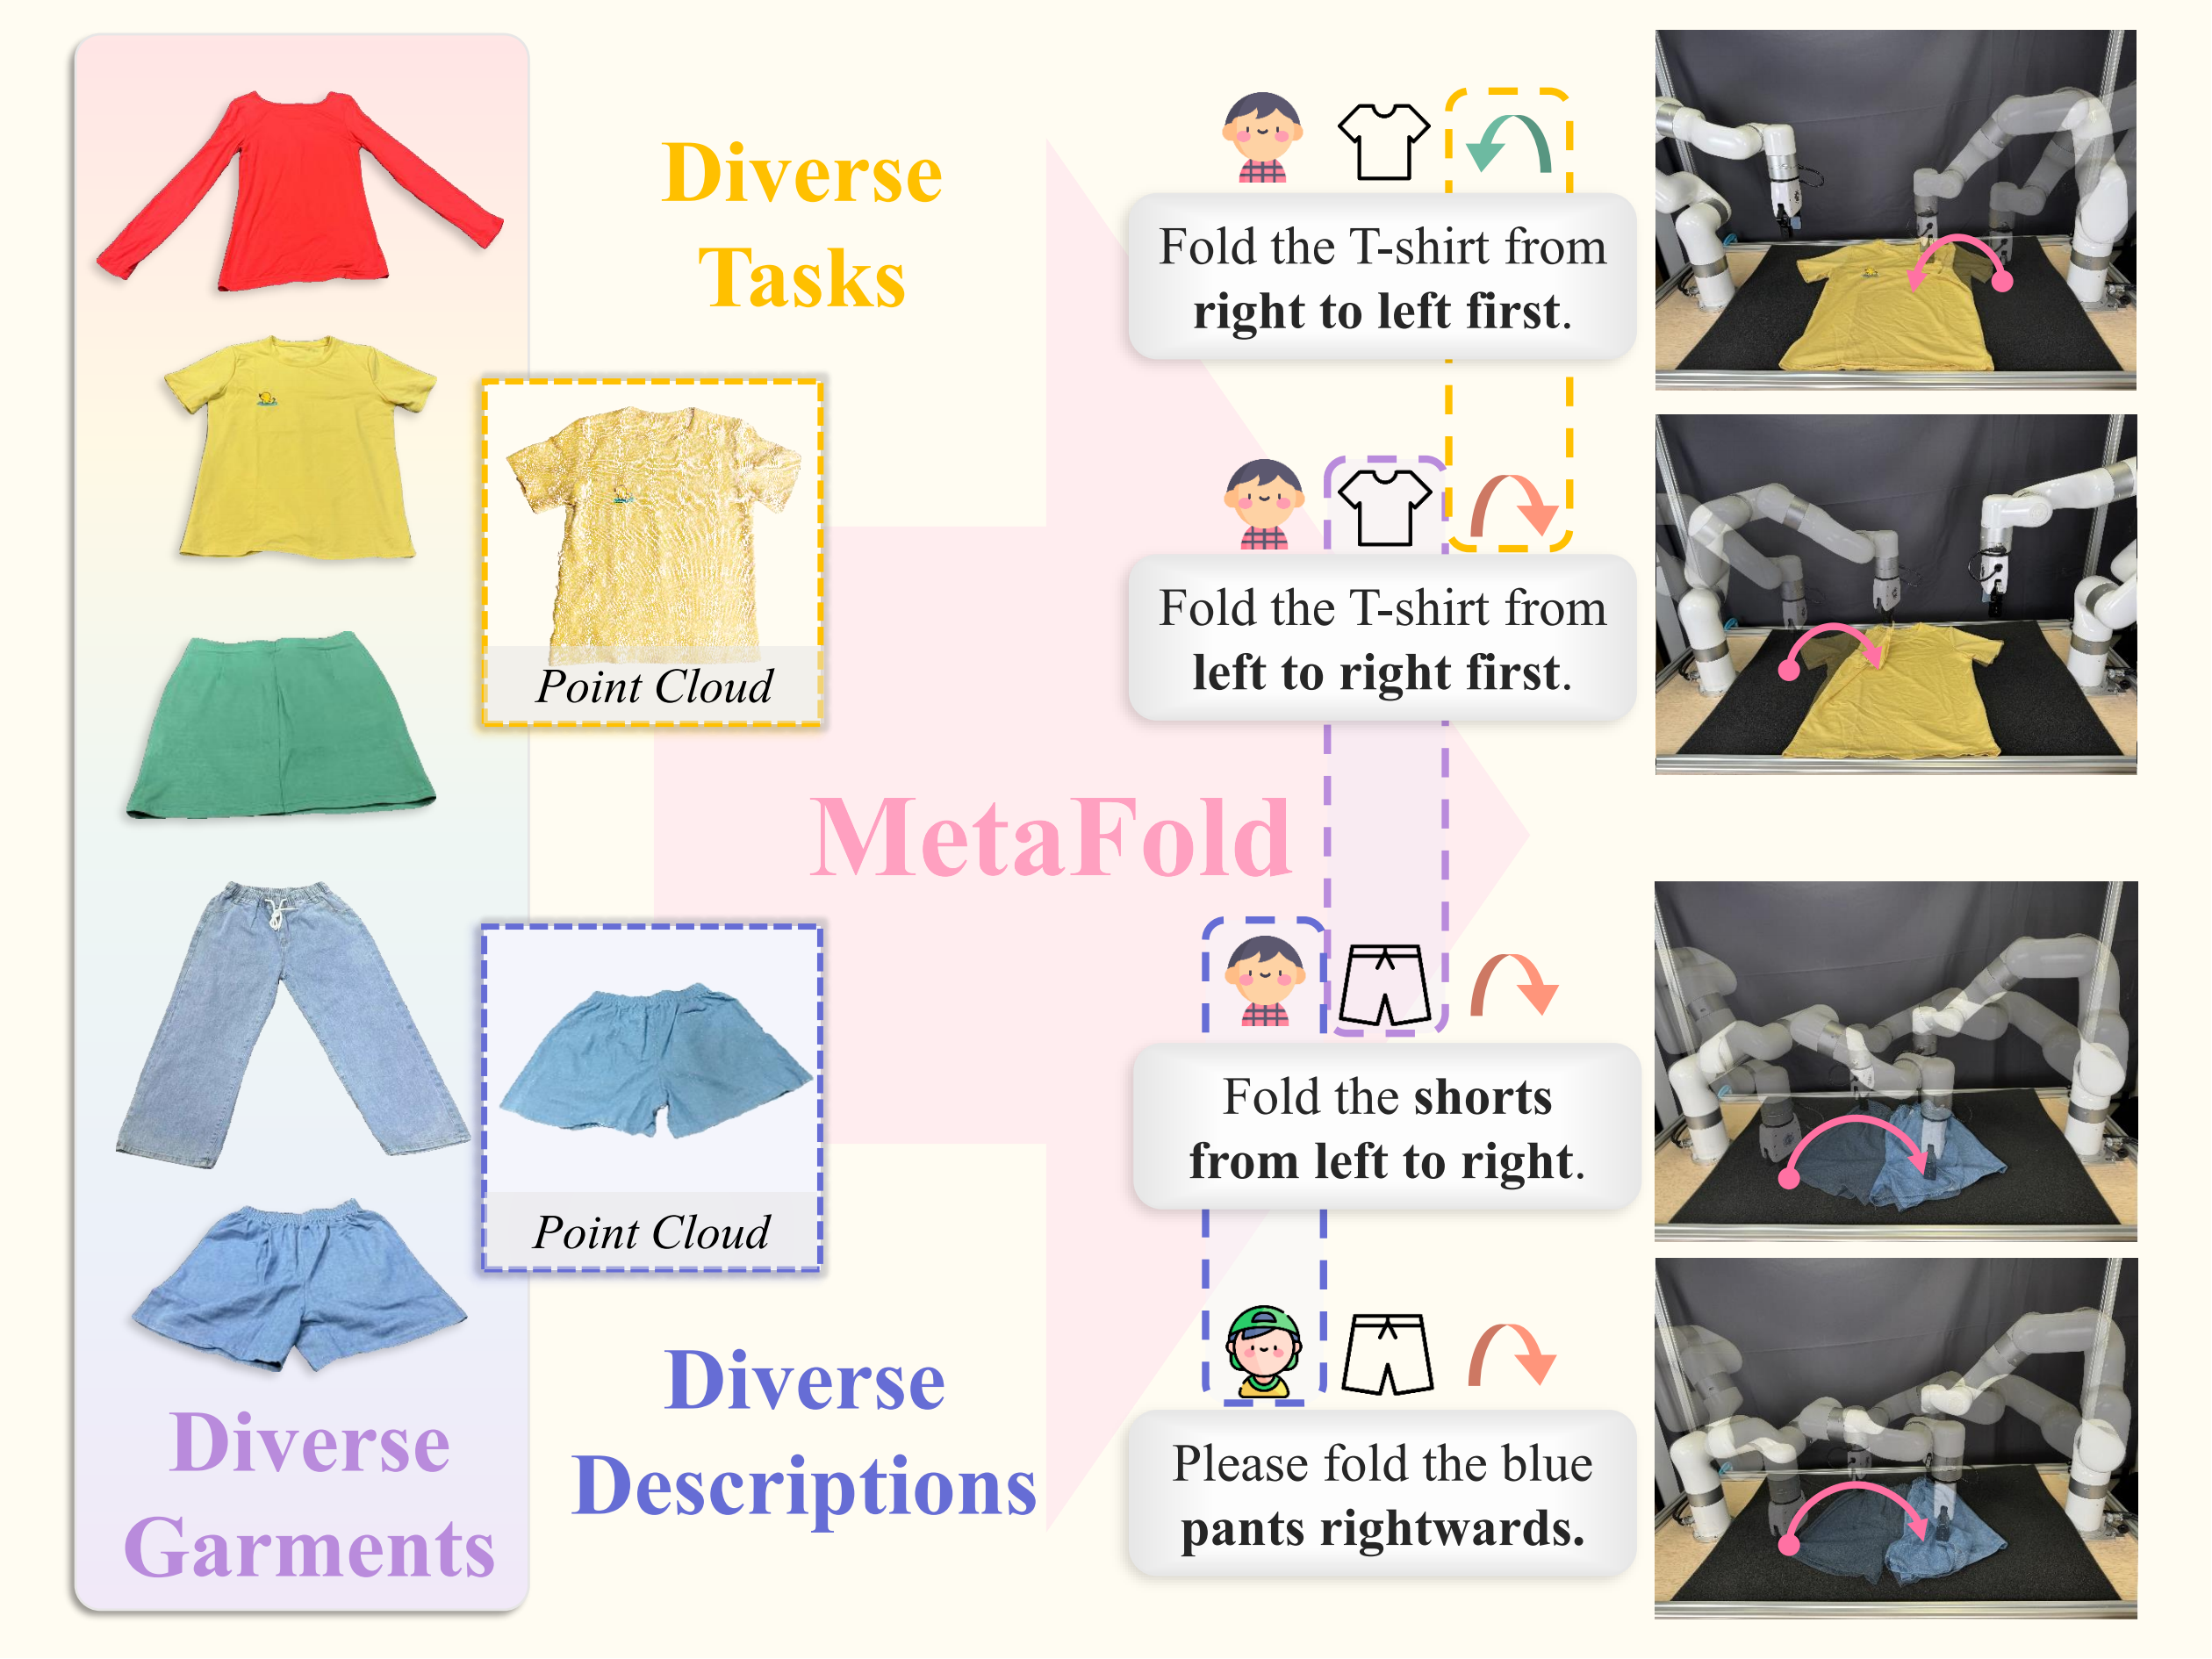 Diverse
Tasks
Point Cloud
MetaFold
Point Cloud
Diverse
Descriptions
Diverse
Garments
Fold the T-shirt from
right to left first.
Fold the T-shirt from
left to right first.
Fold the shorts
from left to right.
Please fold the blue
pants rightwards.